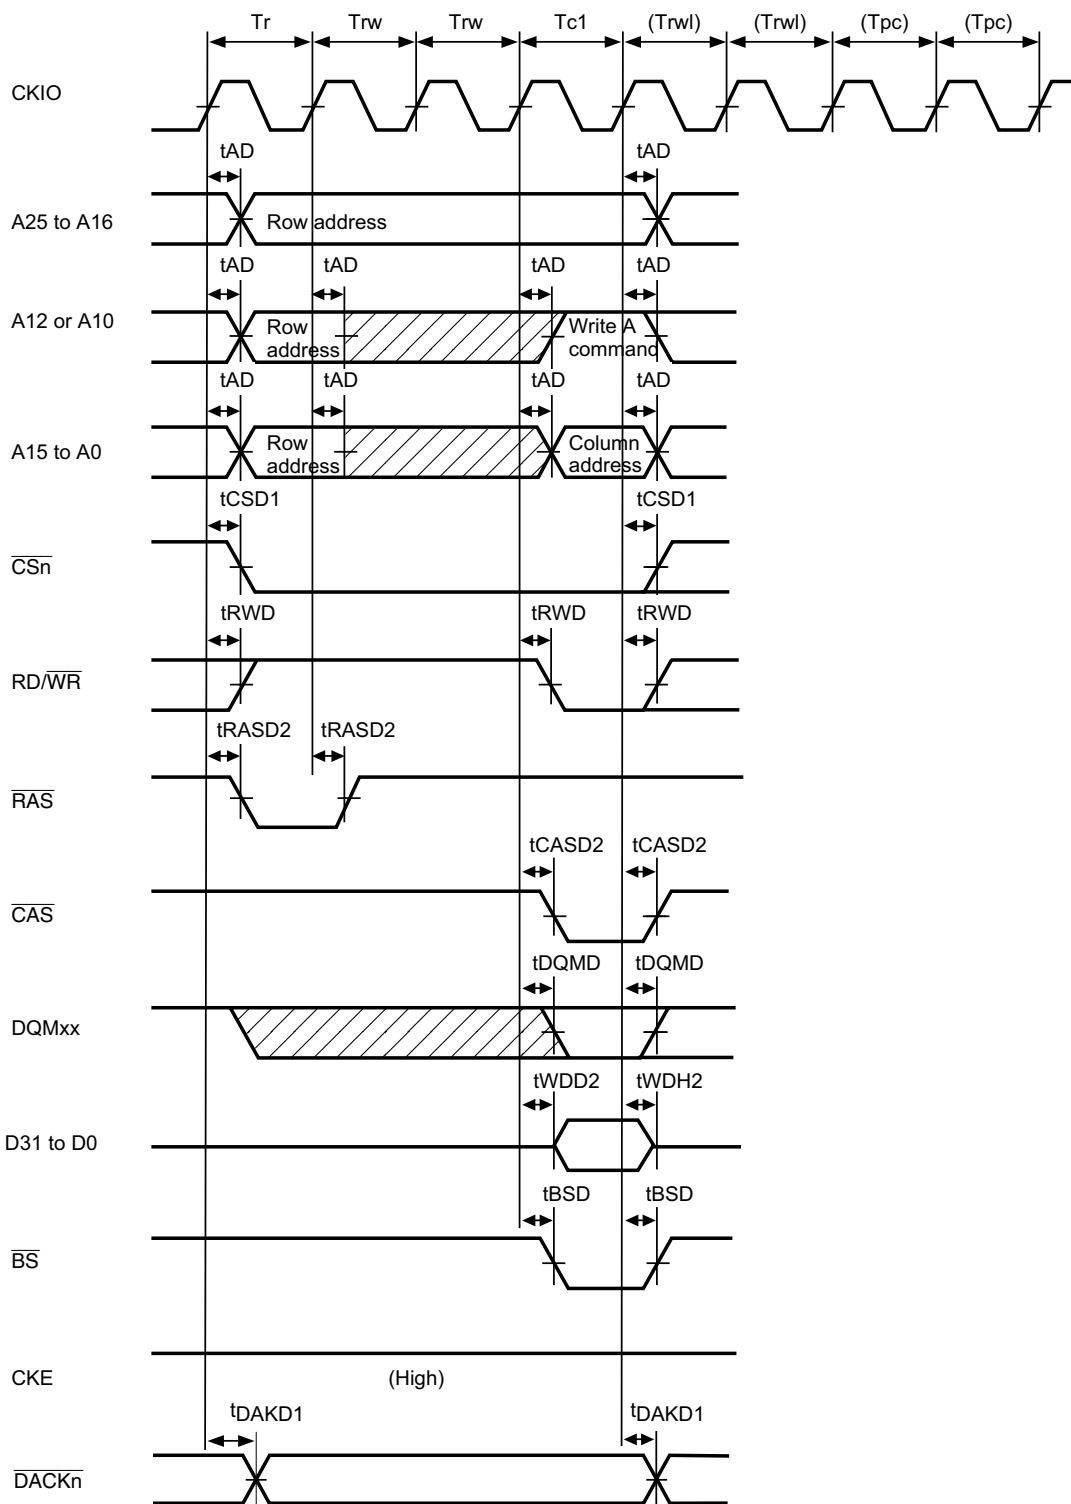 Tr Trw Trw Tc1 (Trwl) (Trwl) (Tpc) (Tpc)
CKIO
tAD tAD
A25 to A16 Row address
tAD tAD tAD tAD
A12 or A10 Row address Write A command
tAD tAD tAD tAD
A15 to A0 Row address Column address
tCSD1 tCSD1
CSn
tRWD tRWD tRWD
RD/WR
tRASD2 tRASD2
RAS
tCASD2 tCASD2
CAS
tDQMD tDQMD
DQMxx
tWDD2 tWDH2
D31 to D0
tBSD tBSD
BS
CKE (High)
tDAKD1 tDAKD1
DACKn